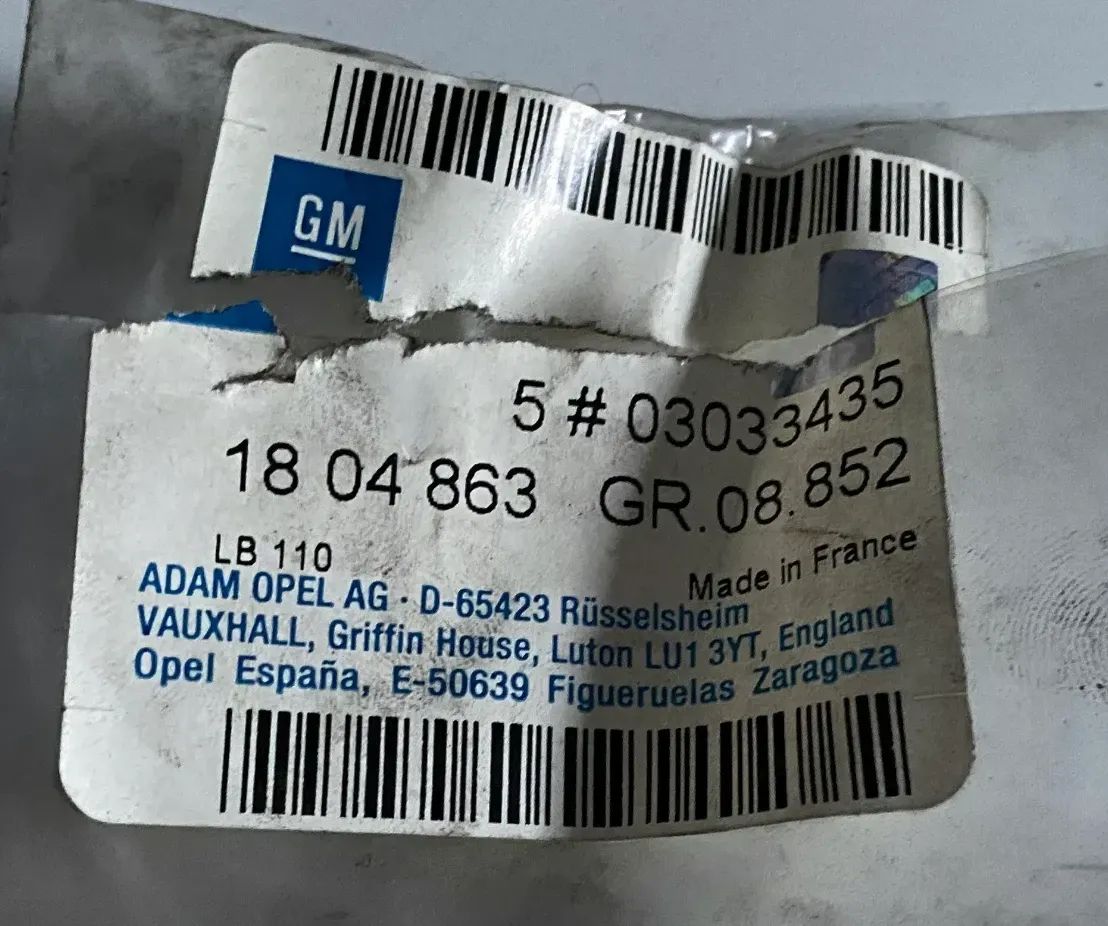 GM
5 # 03033435
18 04 863 GR.08.852
LB 110
Made in France
ADAM OPEL AG · D-65423 Rüsselsheim
VAUXHALL, Griffin House, Luton LU1 3YT, England
Opel España, E-50639 Figueruelas Zaragoza